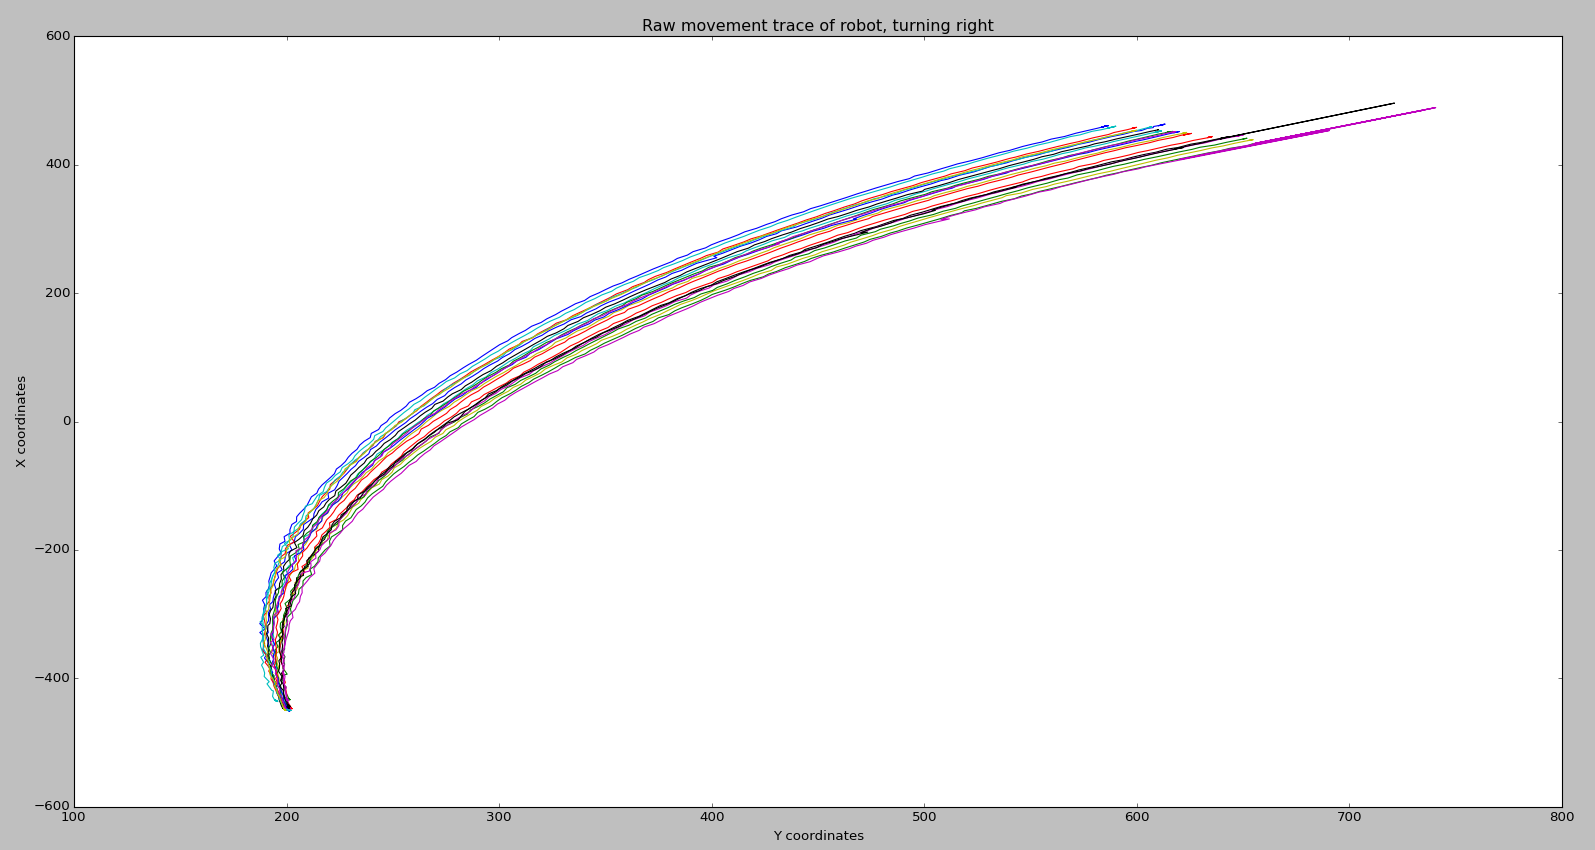 Raw movement trace of robot, turning right
600
400
200
0
−200
−400
−600
X coordinates
100 200 300 400 500 600 700 800
Y coordinates